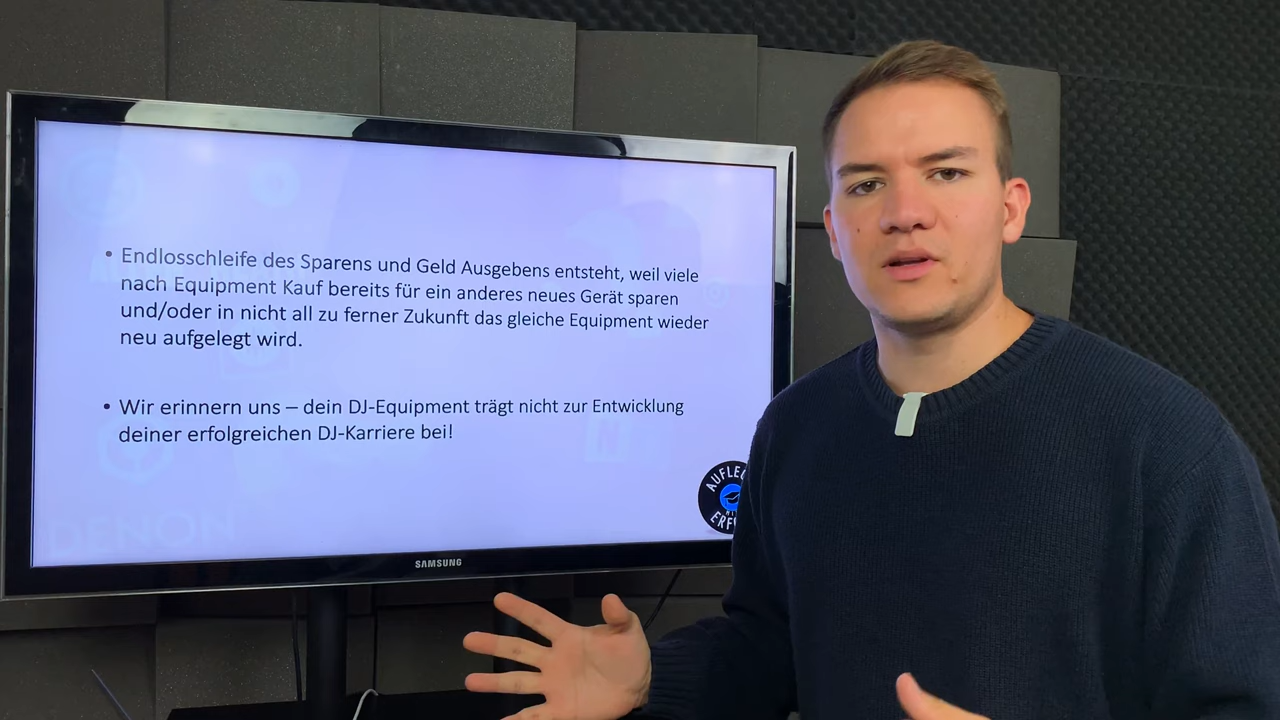 • Endlosschleife des Sparens und Geld Ausgebens entsteht, weil viele
nach Equipment Kauf bereits für ein anderes neues Gerät sparen
und/oder in nicht all zu ferner Zukunft das gleiche Equipment wieder
neu aufgelegt wird.
• Wir erinnern uns – dein DJ-Equipment trägt nicht zur Entwicklung
deiner erfolgreichen DJ-Karriere bei!
DENON
SAMSUNG